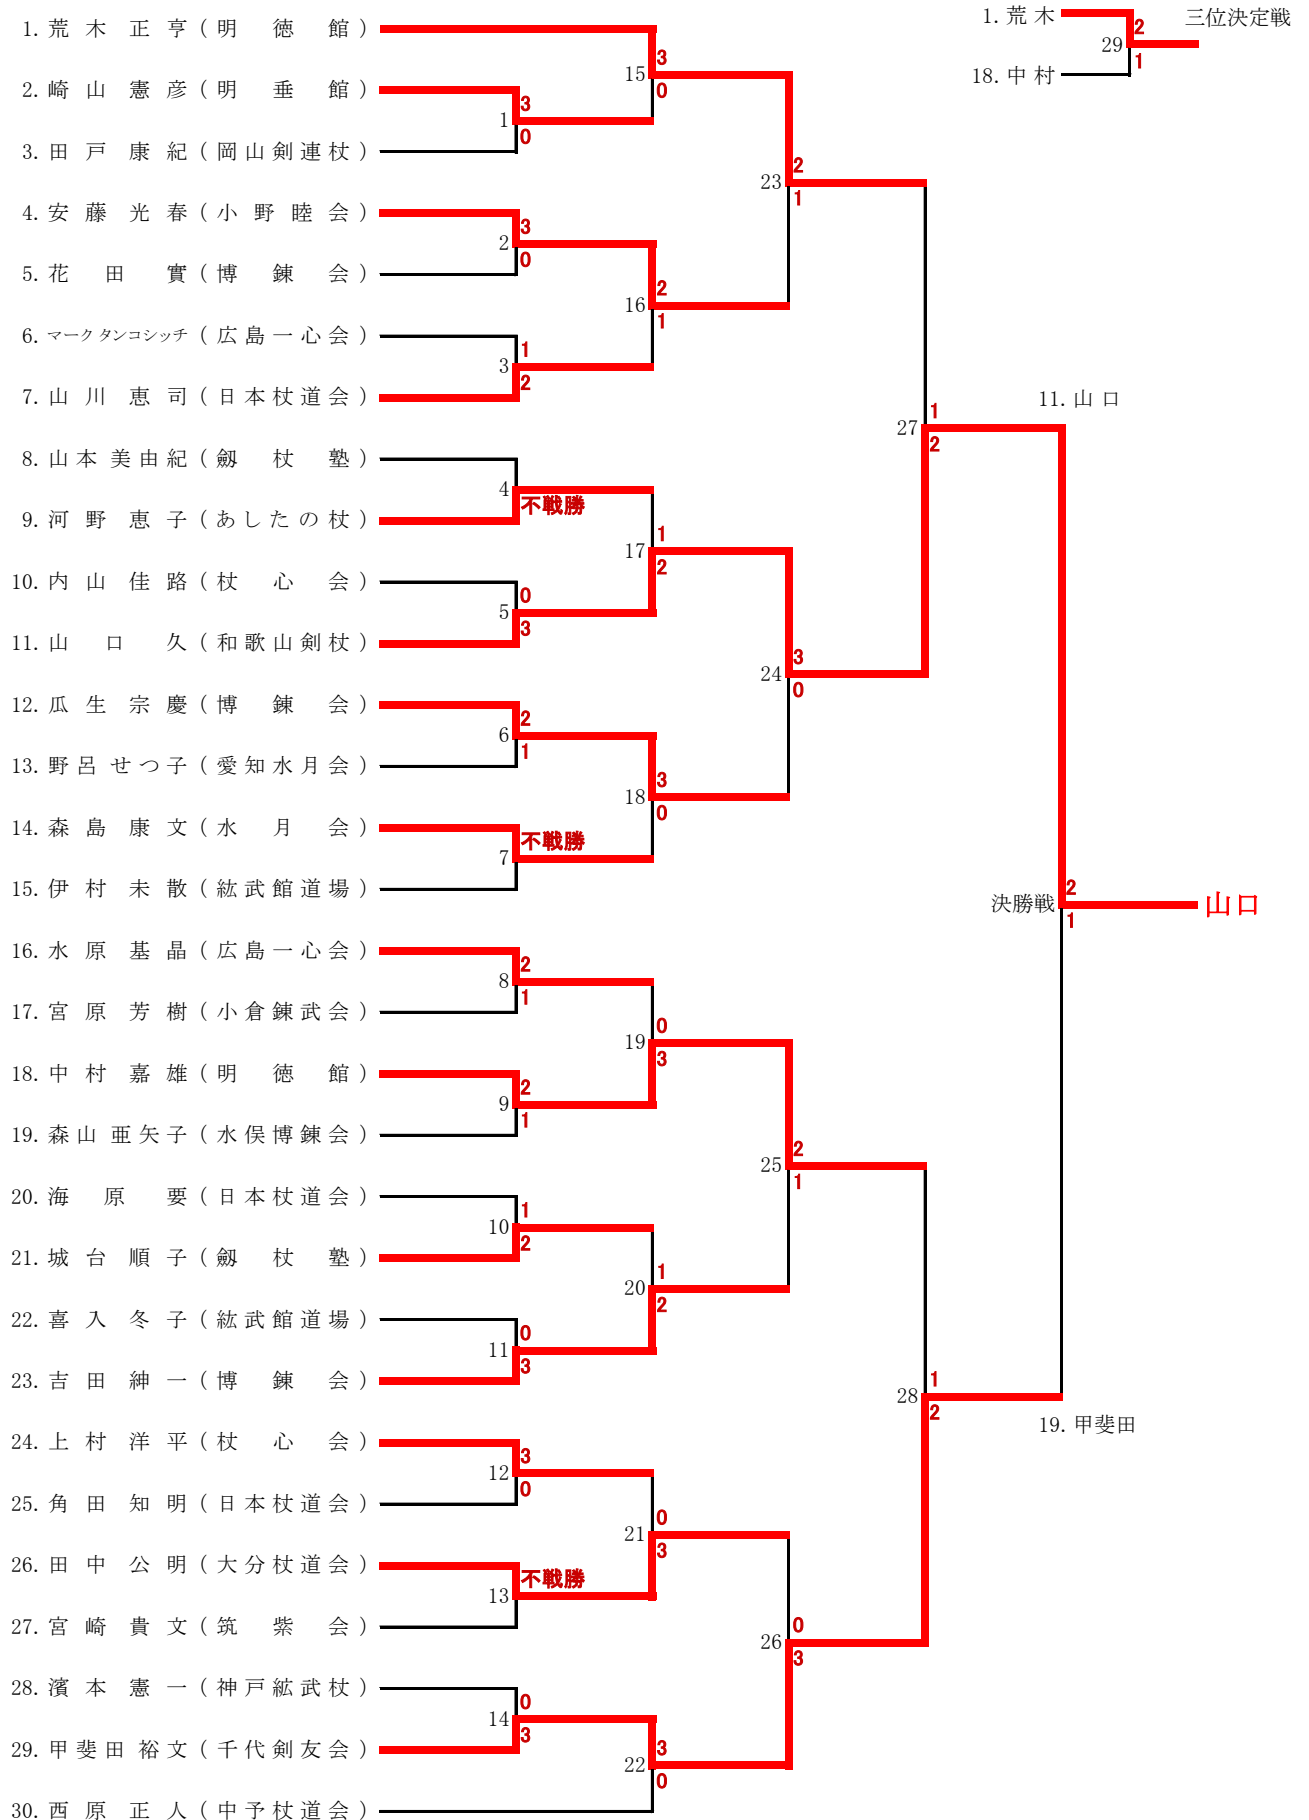 1. 荒木
三位決定戦
2
29
1
18. 中村
1. 荒木正亨(明徳館)
3
15
0
2. 崎山憲彦(明垂館)
3
1
0
3. 田戸康紀(岡山剣連杖)
2
23
1
4. 安藤光春(小野睦会)
3
2
0
5. 花田實(博錬会)
2
16
1
6. マークタンコシッチ(広島一心会)
1
3
2
7. 山川恵司(日本杖道会)
11. 山口
1
27
2
8. 山本美由紀(剱杖塾)
4
不戦勝
9. 河野恵子(あしたの杖)
1
17
2
10. 内山佳路(杖心会)
0
5
3
11. 山口久(和歌山剣杖)
3
24
0
12. 瓜生宗慶(博錬会)
2
6
1
13. 野呂せつ子(愛知水月会)
3
18
0
14. 森島康文(水月会)
不戦勝
7
15. 伊村未散(紘武館道場)
2
決勝戦
山口
1
16. 水原基晶(広島一心会)
2
8
1
17. 宮原芳樹(小倉錬武会)
0
19
3
18. 中村嘉雄(明徳館)
2
9
1
19. 森山亜矢子(水俣博錬会)
2
25
1
20. 海原要(日本杖道会)
1
10
2
21. 城台順子(剱杖塾)
1
20
2
22. 喜入冬子(紘武館道場)
0
11
3
23. 吉田紳一(博錬会)
1
28
2
19. 甲斐田
24. 上村洋平(杖心会)
3
12
0
25. 角田知明(日本杖道会)
0
21
3
26. 田中公明(大分杖道会)
不戦勝
13
27. 宮崎貴文(筑紫会)
0
26
3
28. 濱本憲一(神戸紘武杖)
0
14
3
29. 甲斐田裕文(千代剣友会)
3
22
0
30. 西原正人(中予杖道会)